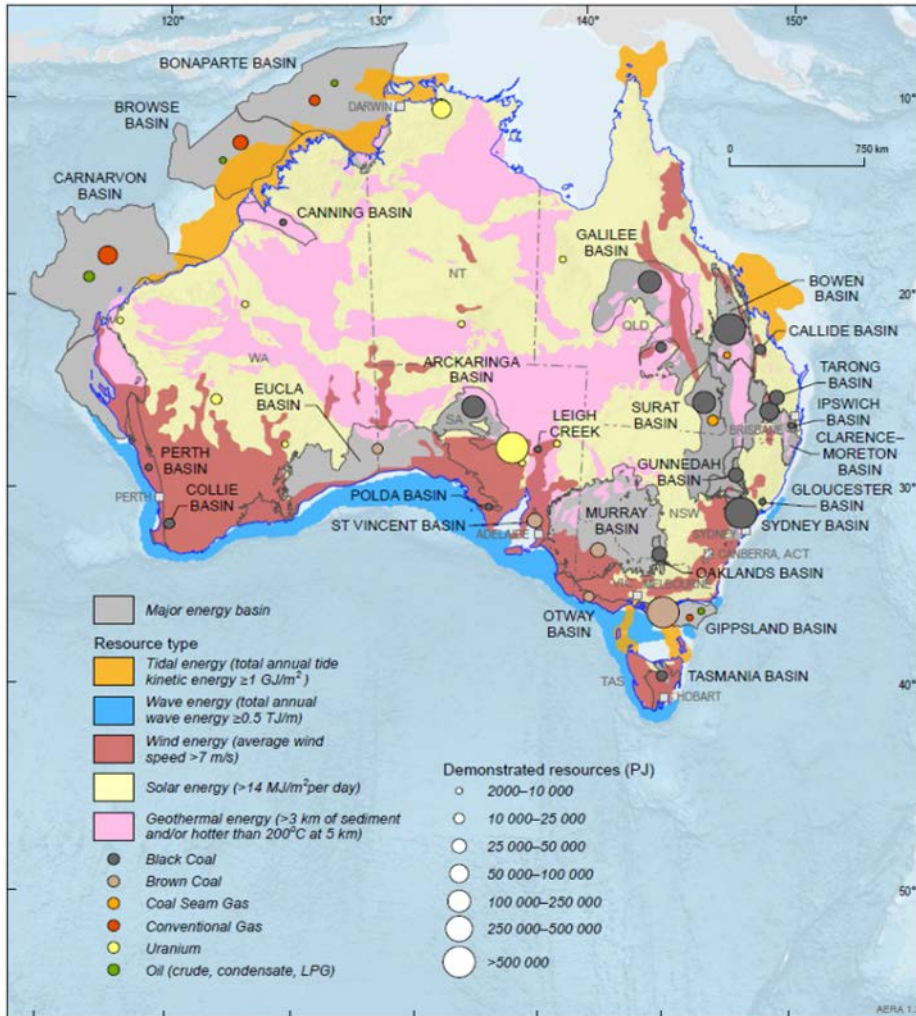 120°
130°
140°
150°
BONAPARTE BASIN
10°
10°
DARWIN
BROWSE
BASIN
0
750 km
CARNARVON
BASIN
CANNING BASIN
GALILEE
BASIN
NT
BOWEN
BASIN
20°
20°
QLD
CALLIDE BASIN
WA
ARCKARINGA
BASIN
TARONG
BASIN
EUCLA
BASIN
SURAT
BASIN
IPSWICH
BASIN
SA
LEIGH
CREEK
BRISBANE
CLARENCE–
MORETON
BASIN
PERTH
BASIN
GUNNEDAH
BASIN
GLOUCESTER
BASIN
30°
30°
PERTH
COLLIE
BASIN
POLDA BASIN
MURRAY
BASIN
NSW
SYDNEY
SYDNEY BASIN
ST VINCENT BASIN
ADELAIDE
CANBERRA, ACT
OAKLANDS BASIN
VIC
MELBOURNE
OTWAY
BASIN
GIPPSLAND BASIN
TAS
TASMANIA BASIN
40°
40°
HOBART
Major energy basin
Resource type
Tidal energy (total annual tide
kinetic energy ≥1 GJ/m²)
Wave energy (total annual
wave energy ≥0.5 TJ/m)
Wind energy (average wind
speed >7 m/s)
Solar energy (>14 MJ/m²per day)
Geothermal energy (>3 km of sediment
and/or hotter than 200°C at 5 km)
Black Coal
Brown Coal
Coal Seam Gas
Conventional Gas
Uranium
Oil (crude, condensate, LPG)
Demonstrated resources (PJ)
2000–10 000
10 000–25 000
25 000–50 000
50 000–100 000
100 000–250 000
250 000–500 000
>500 000
50°
50°